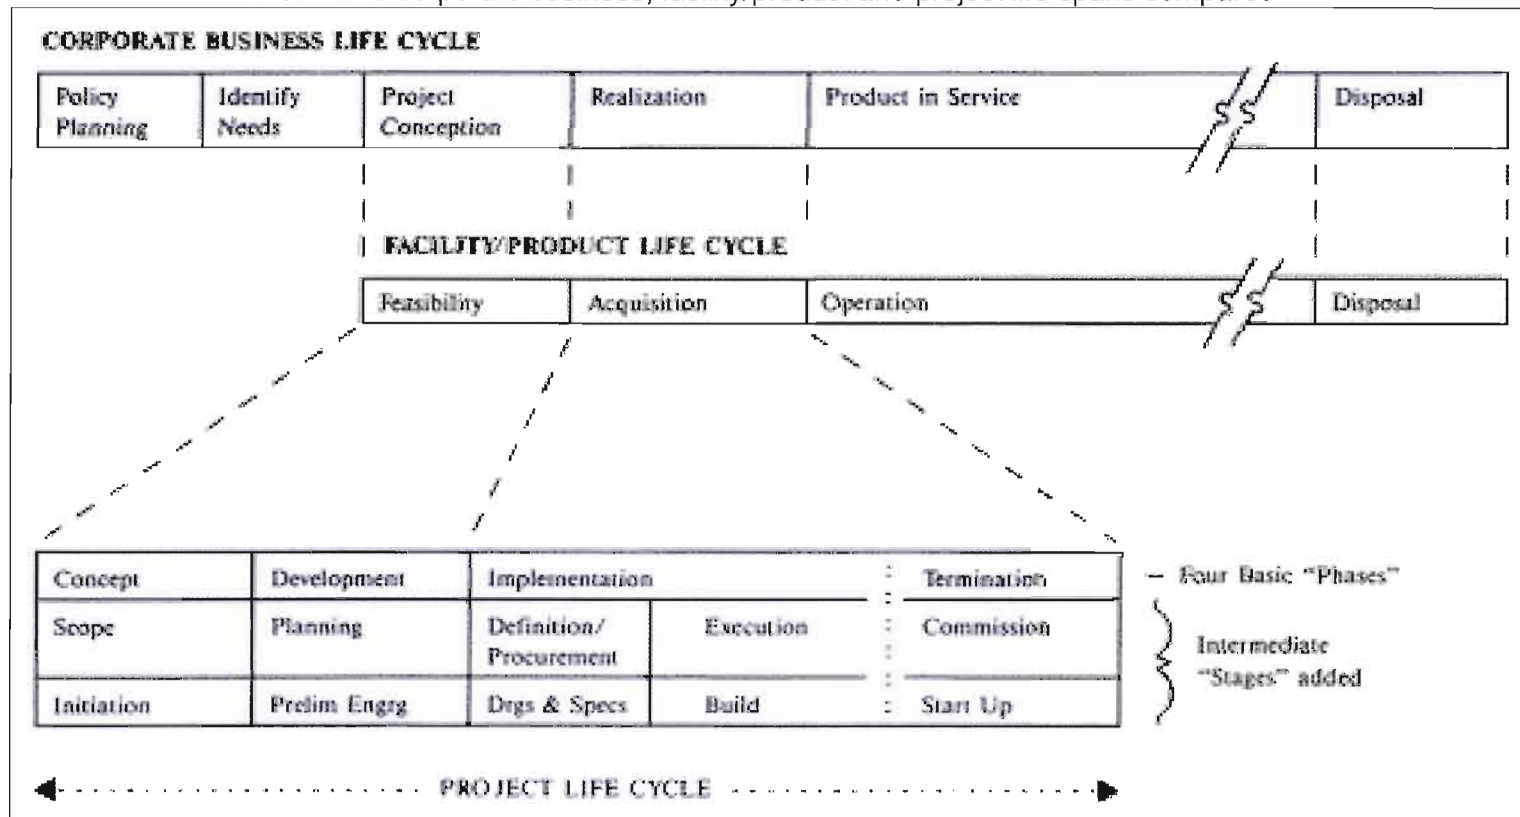 CORPORATE BUSINESS LIFE CYCLE
Policy Planning
Identify Needs
Project Conception
Realization
Product in Service
Disposal
FACILITY/PRODUCT LIFE CYCLE
Feasibility
Acquisition
Operation
Disposal
Concept
Development
Implementation
Termination
– Four Basic "Phases"
Scope
Planning
Definition/
Procurement
Execution
Commission
Intermediate
"Stages" added
Initiation
Prelim Engrg
Drgs & Specs
Build
Start Up
PROJECT LIFE CYCLE